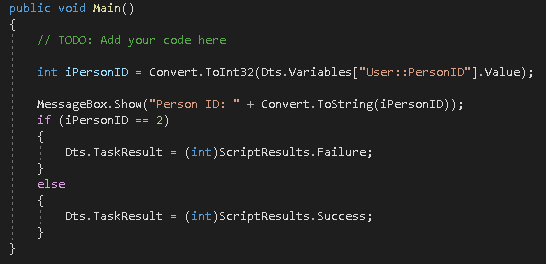 public void Main()
{
// TODO: Add your code here
int iPersonID = Convert.ToInt32(Dts.Variables["User::PersonID"].Value);
MessageBox.Show("Person ID: " + Convert.ToString(iPersonID));
if (iPersonID == 2)
{
Dts.TaskResult = (int)ScriptResults.Failure;
}
else
{
Dts.TaskResult = (int)ScriptResults.Success;
}
}